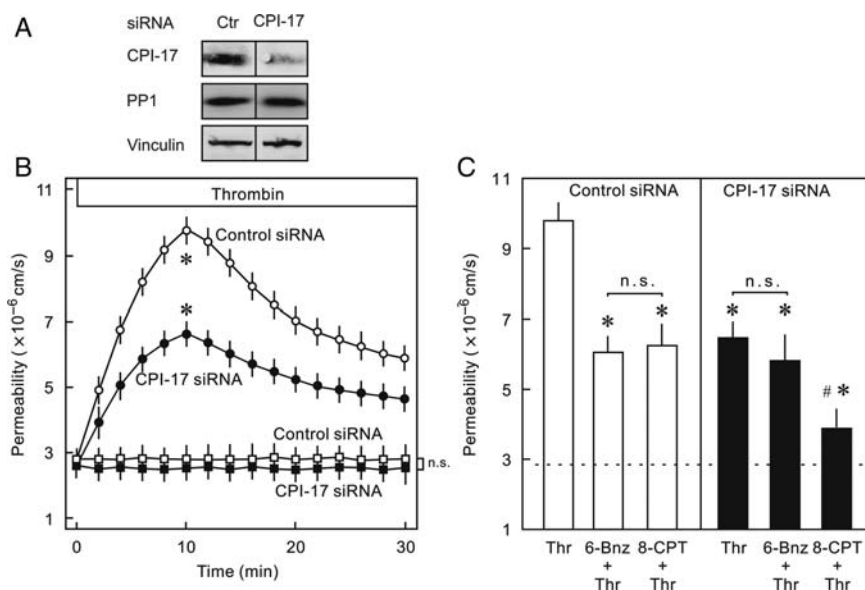 A
siRNA Ctr CPI-17
CPI-17
PP1
Vinculin
B
Thrombin
Control siRNA
*
*
CPI-17 siRNA
Control siRNA
n.s.
CPI-17 siRNA
11
9
7
5
3
1
Permeability (×10⁻⁶ cm/s)
0 10 20 30
Time (min)
C
Control siRNA CPI-17 siRNA
n.s. n.s.
* * * * # *
11
9
7
5
3
1
Permeability (×10⁻⁶ cm/s)
Thr 6-Bnz 8-CPT Thr 6-Bnz 8-CPT
+ + + +
Thr Thr Thr Thr